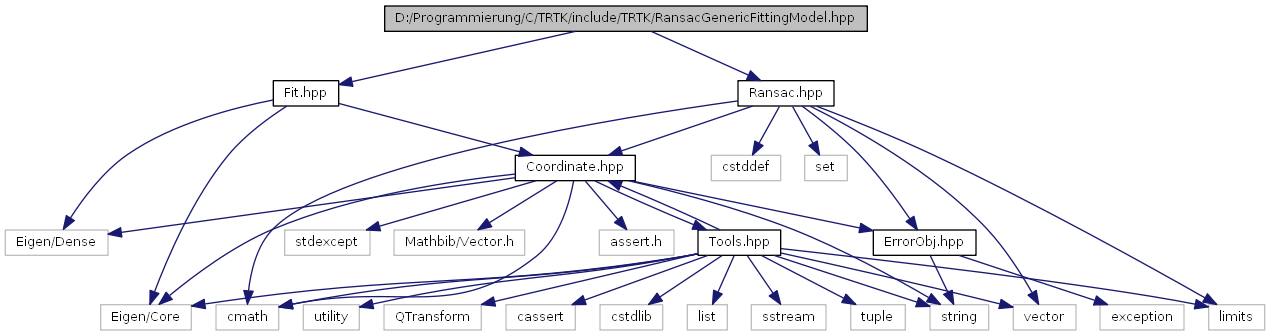 D:/Programmierung/C/TRTK/include/TRTK/RansacGenericFittingModel.hpp
Fit.hpp
Ransac.hpp
Coordinate.hpp
cstddef
set
Eigen/Dense
stdexcept
Mathbib/Vector.h
assert.h
Tools.hpp
ErrorObj.hpp
Eigen/Core
cmath
utility
QTransform
cassert
cstdlib
list
sstream
tuple
string
vector
exception
limits